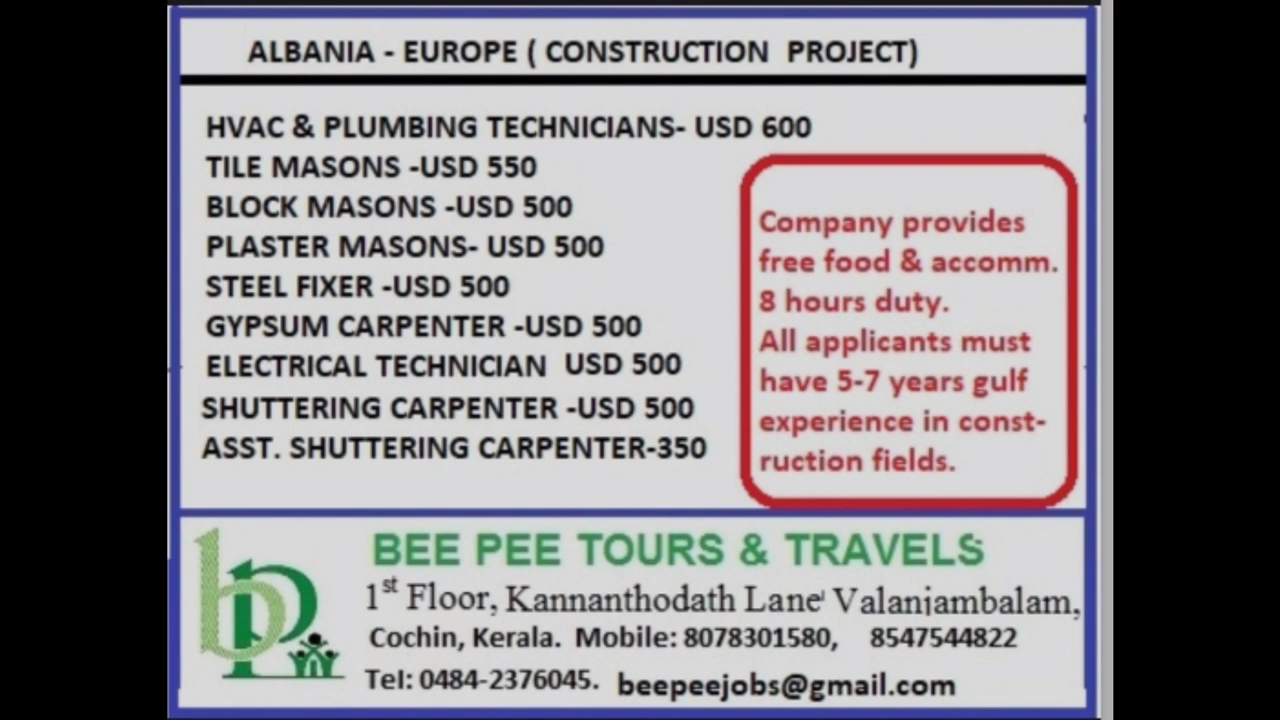 ALBANIA - EUROPE ( CONSTRUCTION PROJECT)
HVAC & PLUMBING TECHNICIANS- USD 600
TILE MASONS -USD 550
BLOCK MASONS -USD 500
PLASTER MASONS- USD 500
STEEL FIXER -USD 500
GYPSUM CARPENTER -USD 500
ELECTRICAL TECHNICIAN USD 500
SHUTTERING CARPENTER -USD 500
ASST. SHUTTERING CARPENTER-350
Company provides
free food & accomm.
8 hours duty.
All applicants must
have 5-7 years gulf
experience in const-
ruction fields.
bp
BEE PEE TOURS & TRAVELS
1st Floor, Kannanthodath Lane' Valanjambalam,
Cochin, Kerala. Mobile: 8078301580, 8547544822
Tel: 0484-2376045. beepeejobs@gmail.com